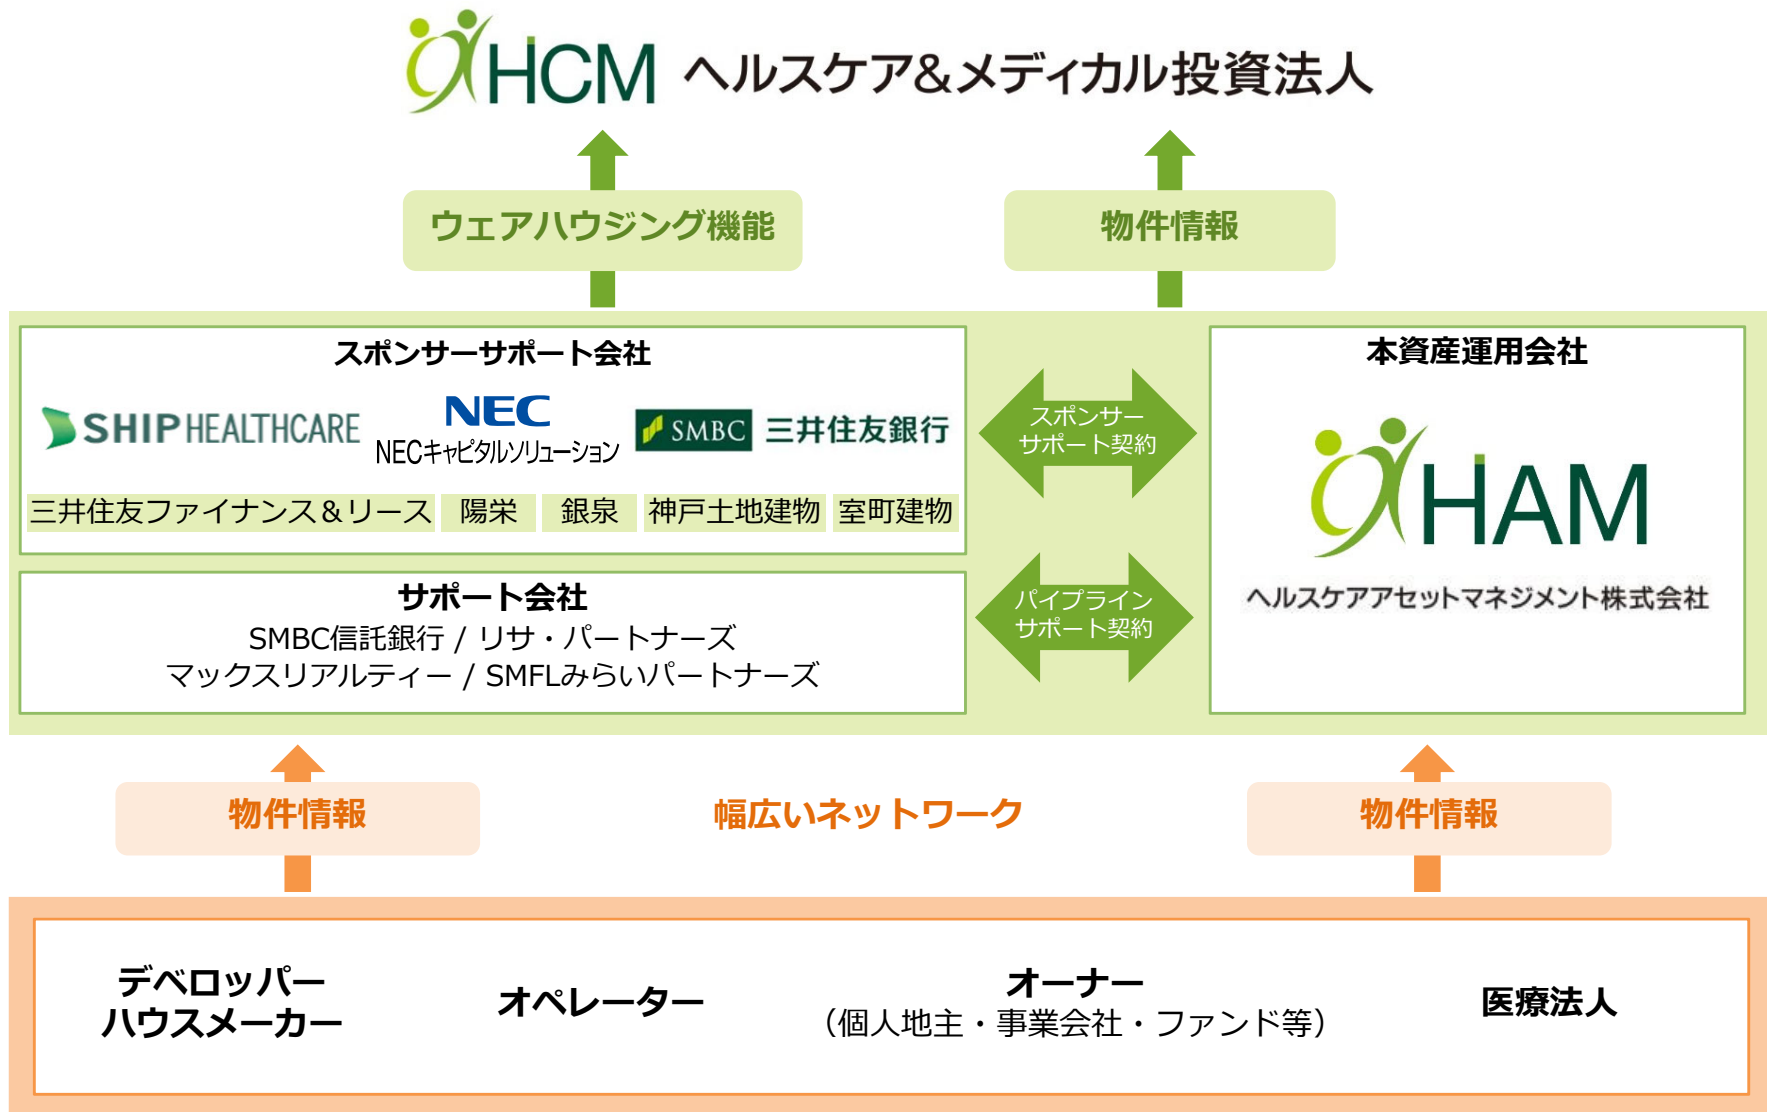 HCM ヘルスケア&メディカル投資法人
ウェアハウジング機能
物件情報
スポンサーサポート会社
SHIP HEALTHCARE
NEC
NECキャピタルソリューション
SMBC 三井住友銀行
三井住友ファイナンス＆リース
陽栄
銀泉
神戸土地建物
室町建物
スポンサー
サポート契約
本資産運用会社
HAM
ヘルスケアアセットマネジメント株式会社
サポート会社
SMBC信託銀行 / リサ・パートナーズ
マックスリアルティー / SMFLみらいパートナーズ
パイプライン
サポート契約
物件情報
幅広いネットワーク
物件情報
デベロッパー
ハウスメーカー
オペレーター
オーナー
（個人地主・事業会社・ファンド等）
医療法人